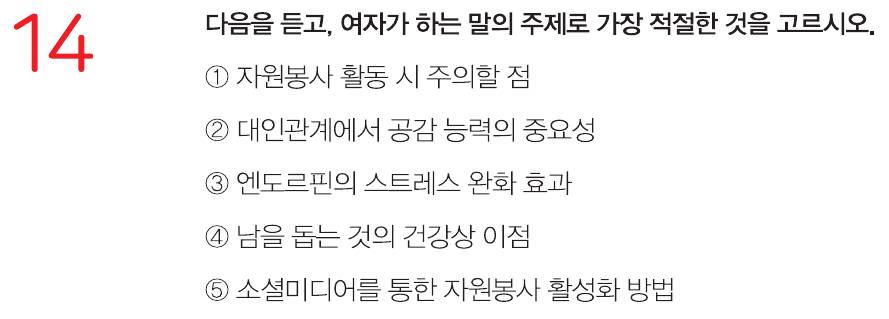 14
다음을 듣고, 여자가 하는 말의 주제로 가장 적절한 것을 고르시오.
① 자원봉사 활동 시 주의할 점
② 대인관계에서 공감 능력의 중요성
③ 엔도르핀의 스트레스 완화 효과
④ 남을 돕는 것의 건강상 이점
⑤ 소셜미디어를 통한 자원봉사 활성화 방법